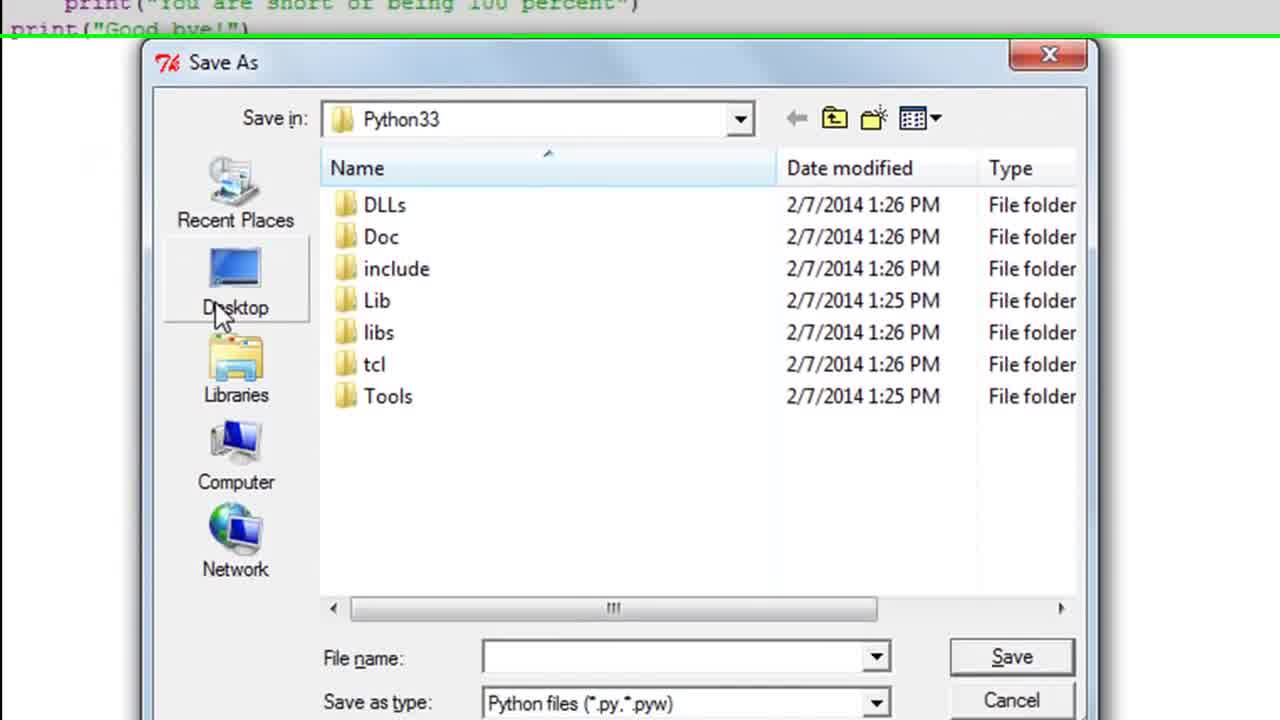 print("You are short of being 100 percent")
print("Good bye!")
Save As
Save in: Python33
Name Date modified Type
Recent Places
Desktop
Libraries
Computer
Network
DLLs 2/7/2014 1:26 PM File folder
Doc 2/7/2014 1:26 PM File folder
include 2/7/2014 1:26 PM File folder
Lib 2/7/2014 1:25 PM File folder
libs 2/7/2014 1:26 PM File folder
tcl 2/7/2014 1:26 PM File folder
Tools 2/7/2014 1:25 PM File folder
File name: Save
Save as type: Python files (*.py,*.pyw) Cancel